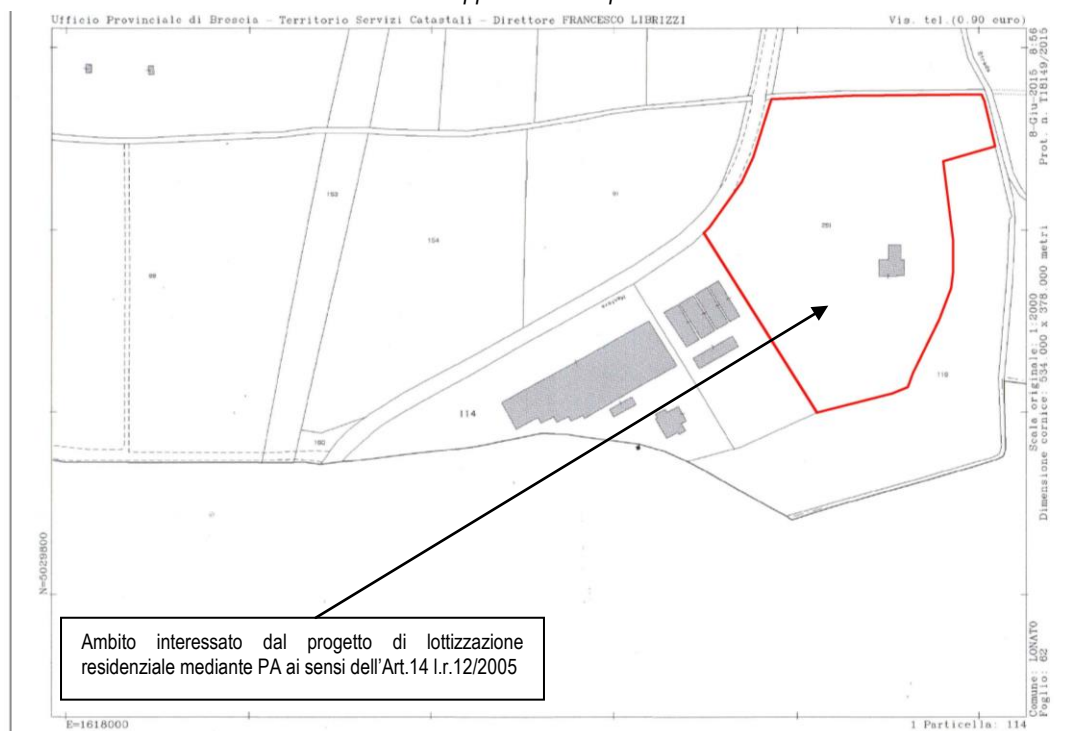 Ufficio Provinciale di Brescia - Territorio Servizi Catastali - Direttore FRANCESCO LIBRIZZI
Vis. tel.(0.90 euro)
8-Giu-2015 8:56
Prot. n. T18149/2015
Strada
153
154
99
91
201
118
114
160
Scala originale: 1:2000
Dimensione cornice: 534.000 x 378.000 metri
N=5029800
Ambito interessato dal progetto di lottizzazione
residenziale mediante PA ai sensi dell'Art.14 l.r.12/2005
Comune: LONATO
Foglio: 62
E=1618000
1 Particella: 114